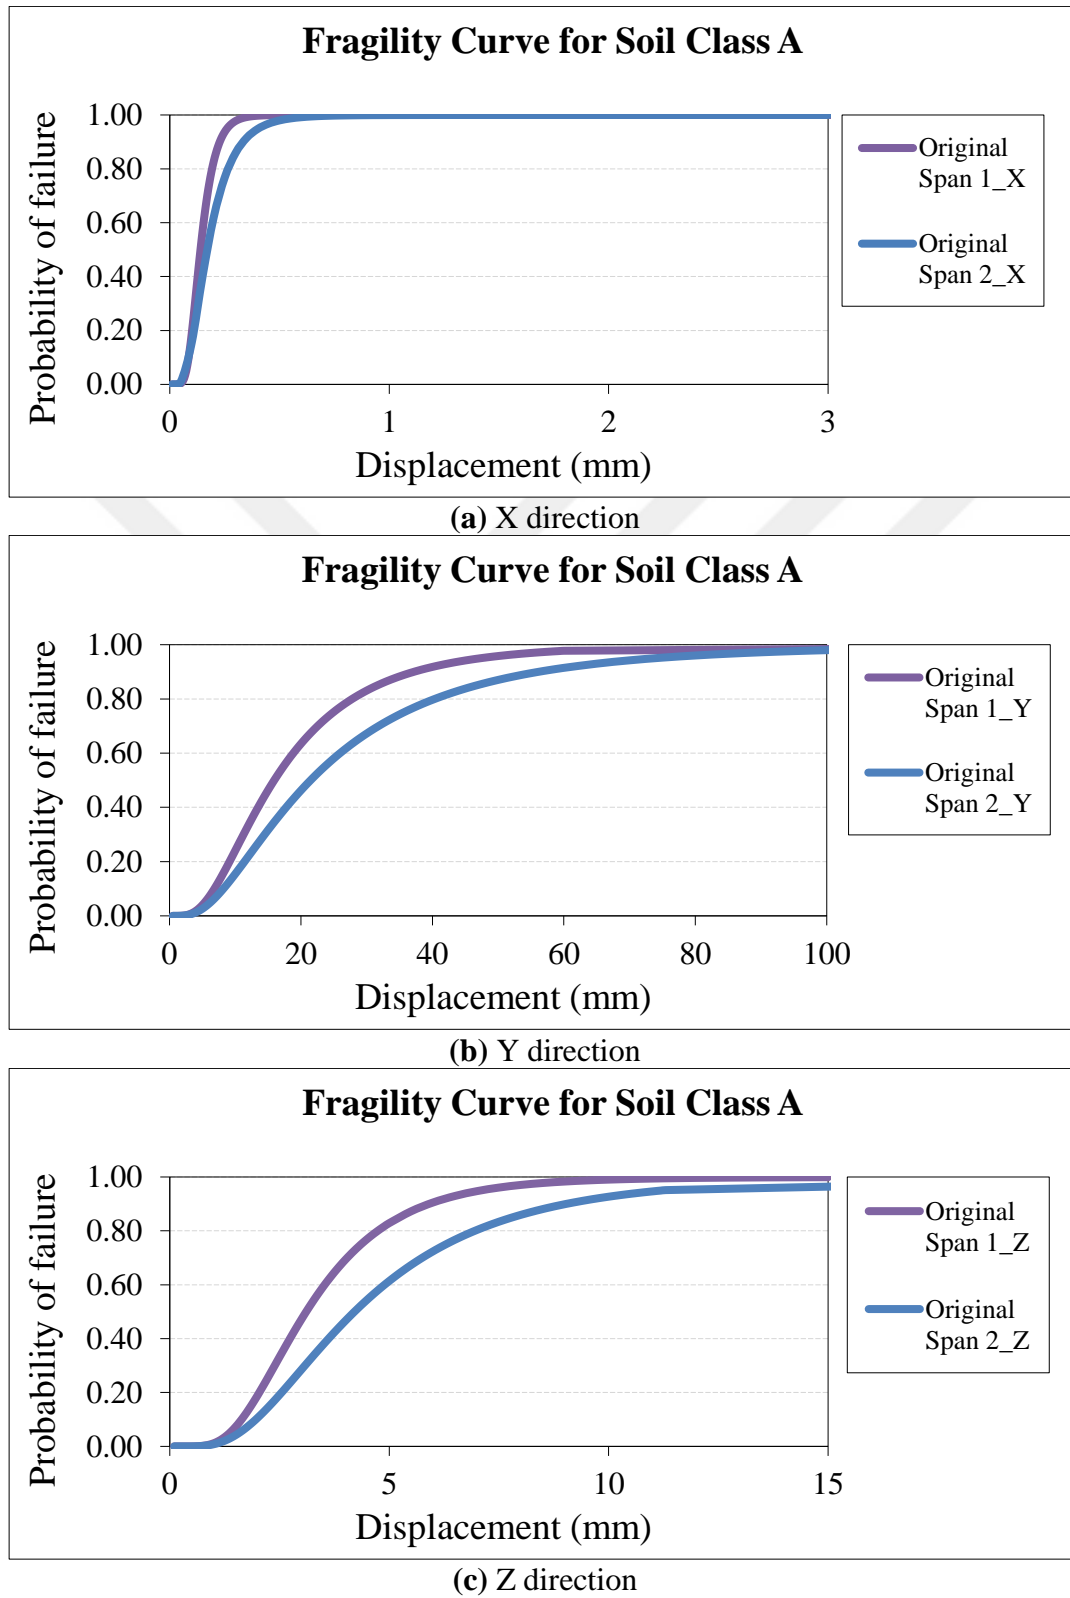 Fragility Curve for Soil Class A
Probability of failure
1.00
0.80
0.60
0.40
0.20
0.00
0 1 2 3
Displacement (mm)
Original
Span 1_X
Original
Span 2_X
(a) X direction
Fragility Curve for Soil Class A
Probability of failure
1.00
0.80
0.60
0.40
0.20
0.00
0 20 40 60 80 100
Displacement (mm)
Original
Span 1_Y
Original
Span 2_Y
(b) Y direction
Fragility Curve for Soil Class A
Probability of failure
1.00
0.80
0.60
0.40
0.20
0.00
0 5 10 15
Displacement (mm)
Original
Span 1_Z
Original
Span 2_Z
(c) Z direction